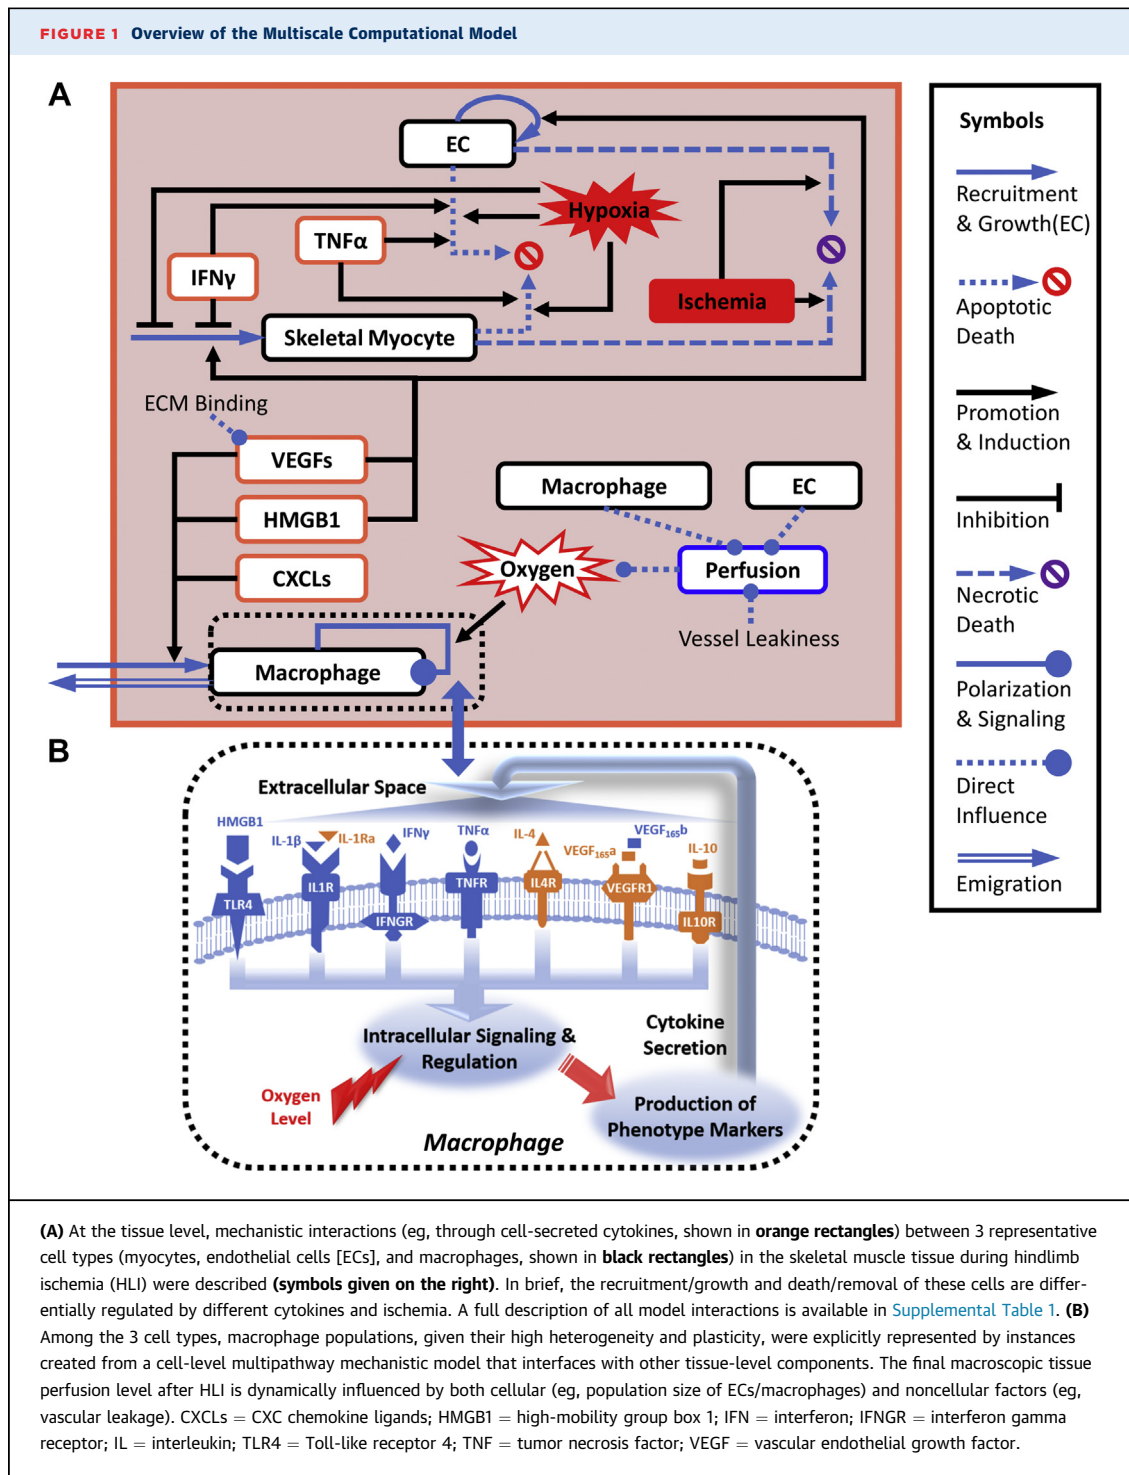 FIGURE 1 Overview of the Multiscale Computational Model
A
EC
Hypoxia
TNFα
IFNγ
Ischemia
Skeletal Myocyte
ECM Binding
VEGFs
HMGB1
CXCLs
Macrophage
EC
Oxygen
Perfusion
Vessel Leakiness
Macrophage
Symbols
Recruitment
& Growth(EC)
Apoptotic
Death
Promotion
& Induction
Inhibition
Necrotic
Death
Polarization
& Signaling
Direct
Influence
Emigration
B
Extracellular Space
HMGB1
IL-1β
IL-1Ra
IFNγ
TNFα
IL-4
VEGF165a
VEGF165b
IL-10
TLR4
IL1R
IFNGR
TNFR
IL4R
VEGFR1
IL10R
Intracellular Signaling &
Regulation
Cytokine
Secretion
Oxygen
Level
Production of
Phenotype Markers
Macrophage
(A) At the tissue level, mechanistic interactions (eg, through cell-secreted cytokines, shown in orange rectangles) between 3 representative
cell types (myocytes, endothelial cells [ECs], and macrophages, shown in black rectangles) in the skeletal muscle tissue during hindlimb
ischemia (HLI) were described (symbols given on the right). In brief, the recruitment/growth and death/removal of these cells are differ-
entially regulated by different cytokines and ischemia. A full description of all model interactions is available in Supplemental Table 1. (B)
Among the 3 cell types, macrophage populations, given their high heterogeneity and plasticity, were explicitly represented by instances
created from a cell-level multipathway mechanistic model that interfaces with other tissue-level components. The final macroscopic tissue
perfusion level after HLI is dynamically influenced by both cellular (eg, population size of ECs/macrophages) and noncellular factors (eg,
vascular leakage). CXCLs = CXC chemokine ligands; HMGB1 = high-mobility group box 1; IFN = interferon; IFNGR = interferon gamma
receptor; IL = interleukin; TLR4 = Toll-like receptor 4; TNF = tumor necrosis factor; VEGF = vascular endothelial growth factor.